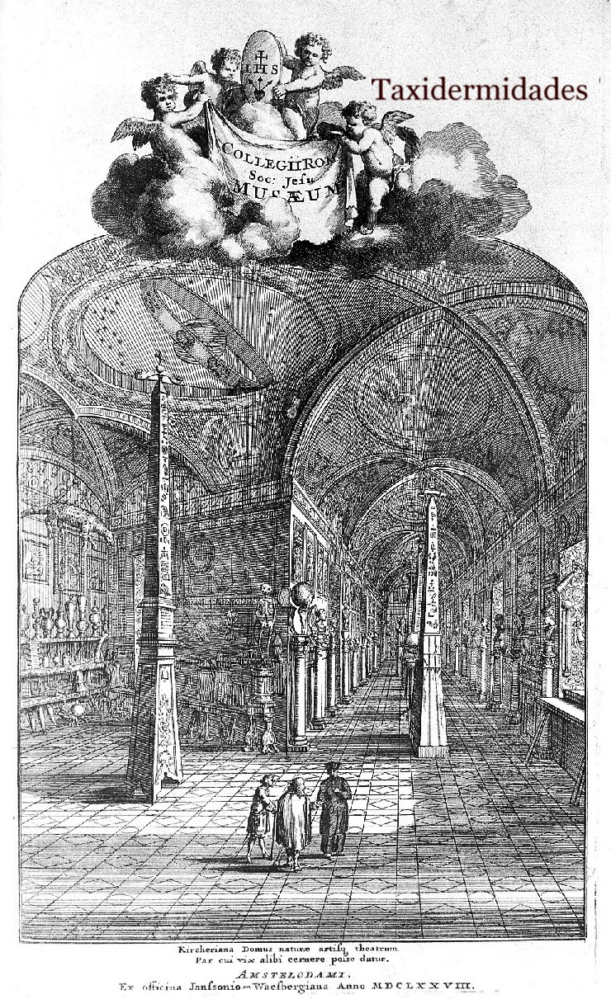 Taxidermidades
IHS
COLLEGII ROM
Soc: Jesu
MUSÆUM
Kircheriana Domus naturæ artisq theatrum
Par cui vix alibi cernere posse datur.
AMSTELODAMI.
Ex officina Janssonio-Waesbergiana Anno MDCLXXVIII.